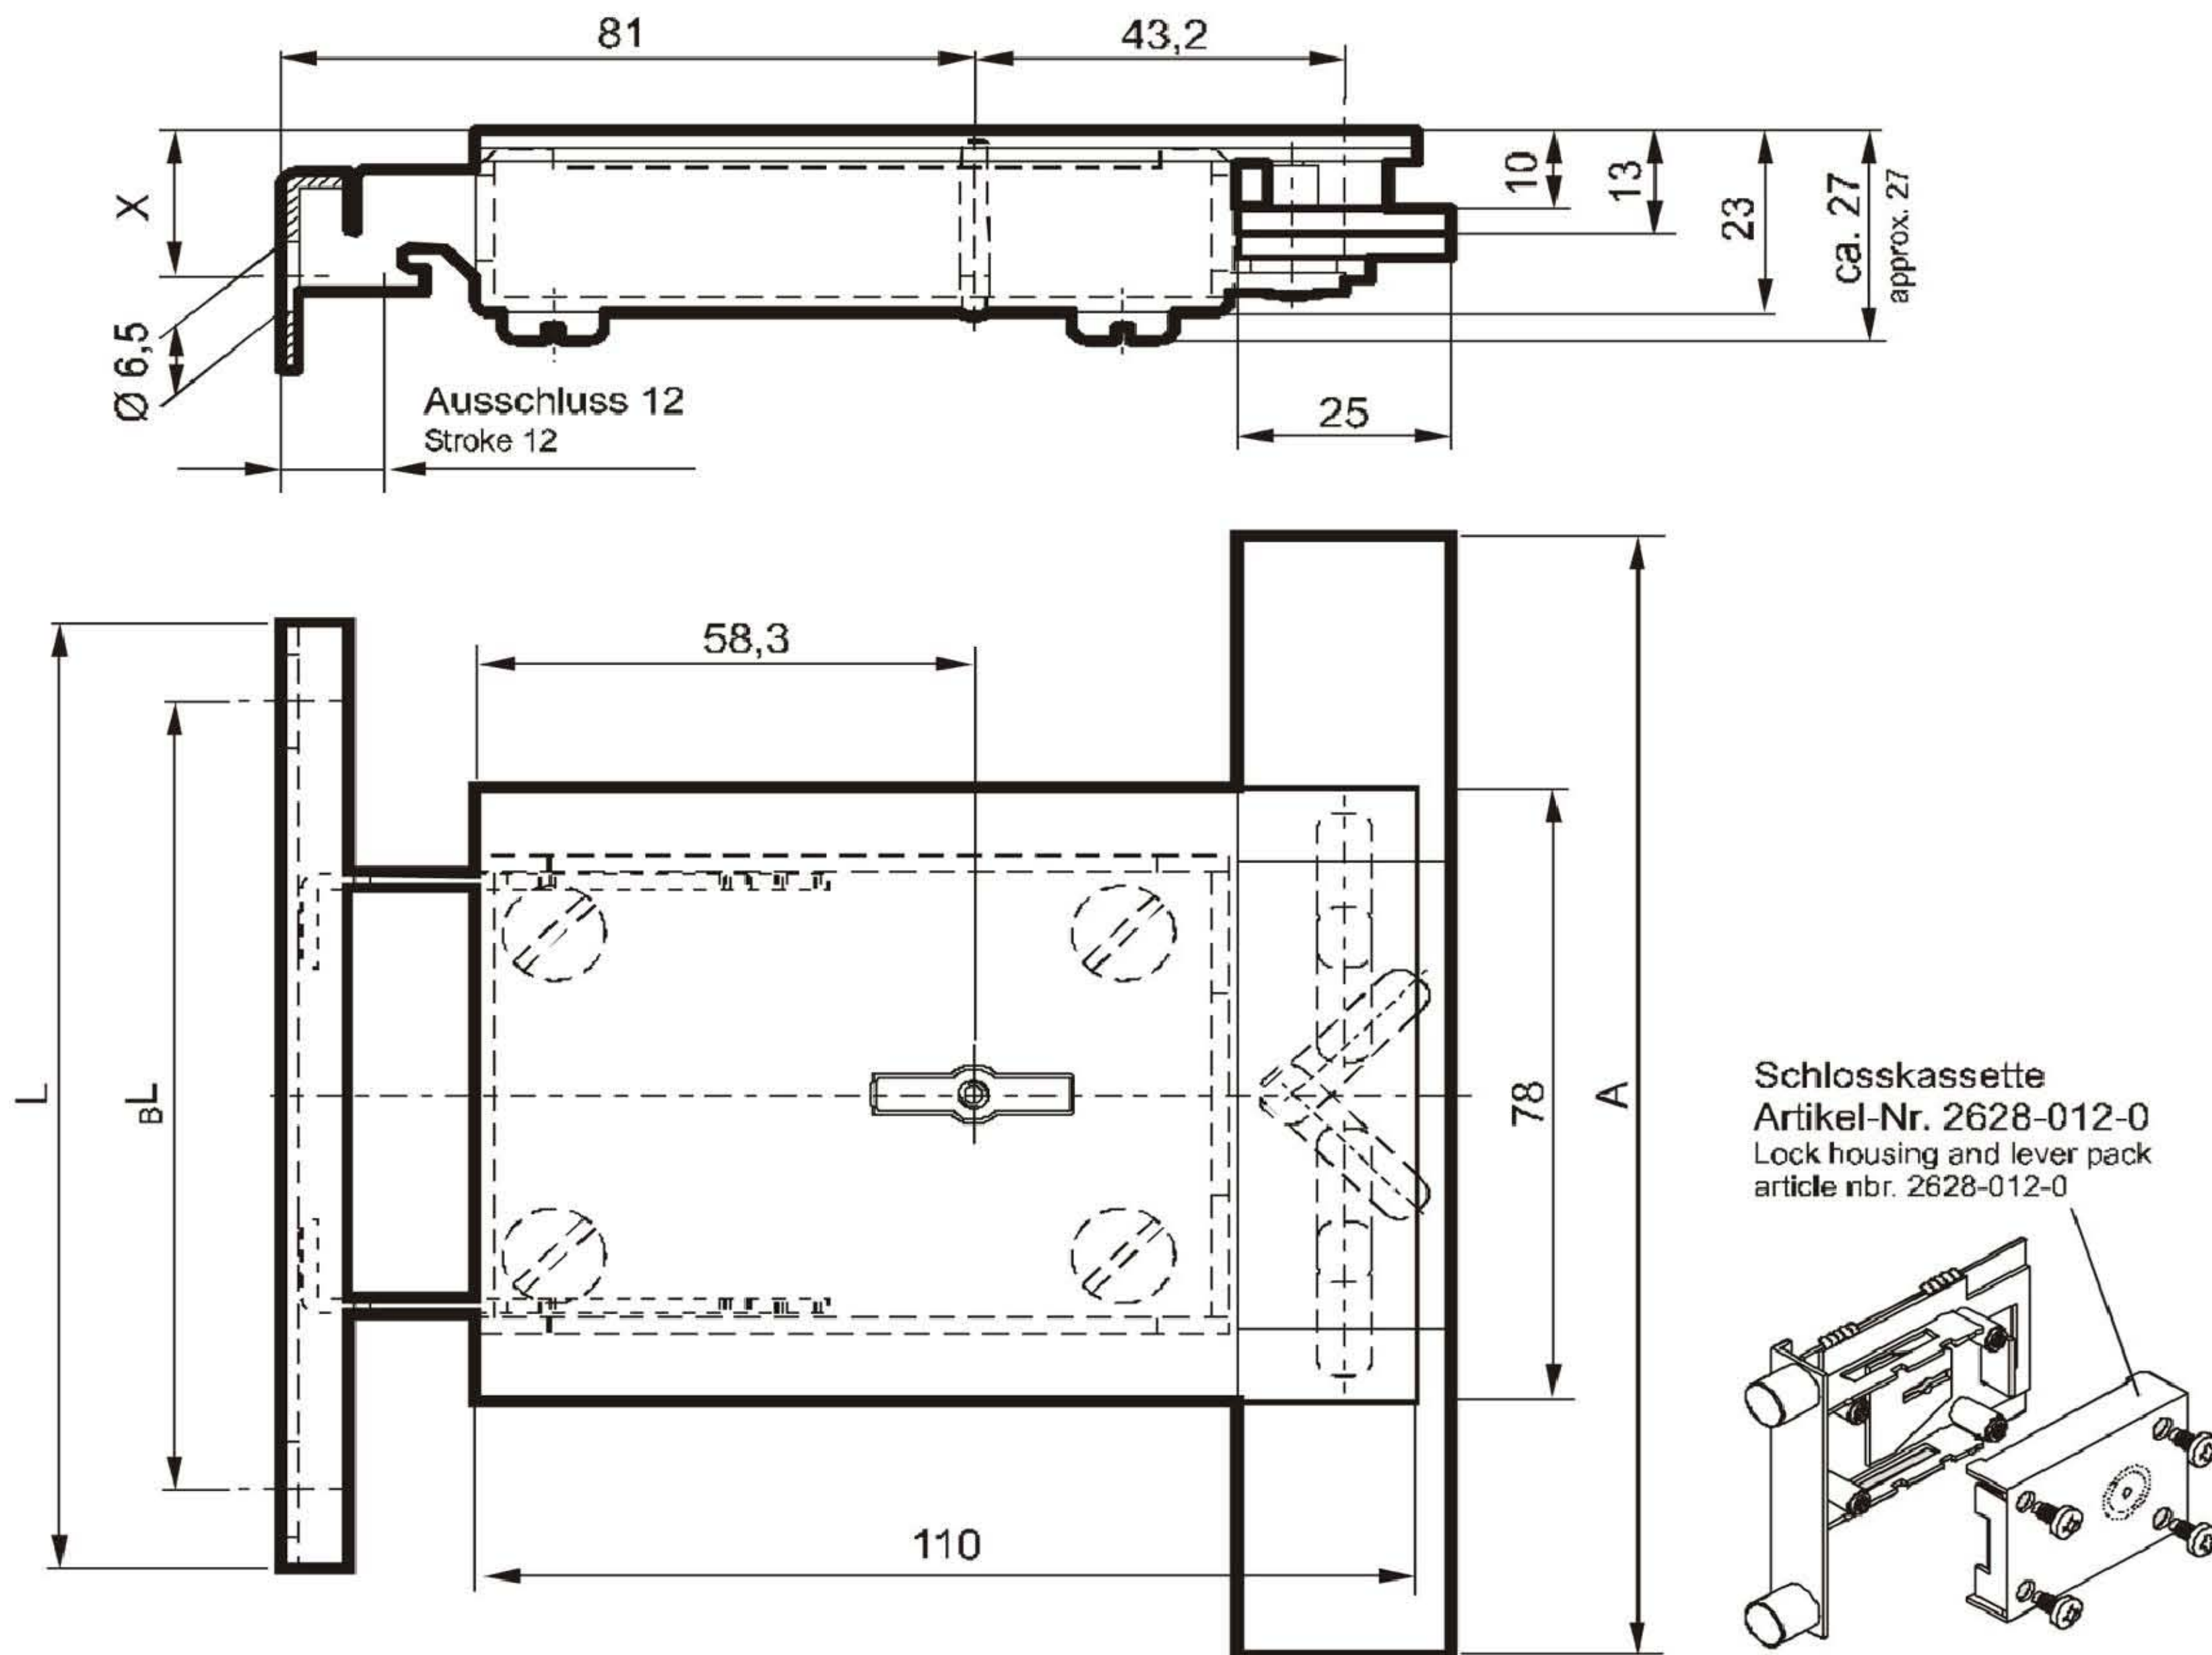 81
43,2
X
10
13
23
ca. 27
approx. 27
Ø 6,5
Ausschluss 12
Stroke 12
25
58,3
L
BL
78
A
Schlosskassette
Artikel-Nr. 2628-012-0
Lock housing and lever pack
article nbr. 2628-012-0
110